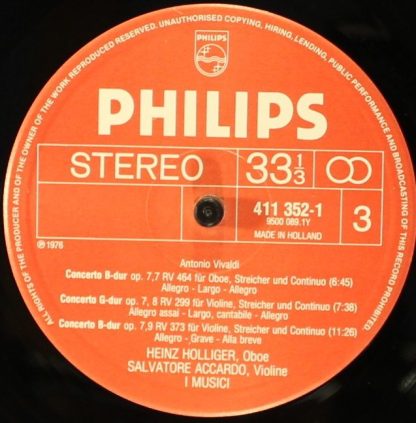 ALL RIGHTS OF THE PRODUCER AND OF THE OWNER OF THE WORK REPRODUCED RESERVED. UNAUTHORISED COPYING, HIRING, LENDING, PUBLIC PERFORMANCE AND BROADCASTING OF THIS RECORD PROHIBITED
PHILIPS
PHILIPS
STEREO 33 1/3
411 352-1
9500 089.1Y
MADE IN HOLLAND
3
℗1976
Antonio Vivaldi
Concerto B-dur op. 7,7 RV 464 für Oboe, Streicher und Continuo (6:45)
Allegro - Largo - Allegro
Concerto G-dur op. 7, 8 RV 299 für Violine, Streicher und Continuo (7:38)
Allegro assai - Largo, cantabile - Allegro
Concerto B-dur op. 7,9 RV 373 für Violine, Streicher und Continuo (11:26)
Allegro - Grave - Alla breve
HEINZ HOLLIGER, Oboe
SALVATORE ACCARDO, Violine
I MUSICI